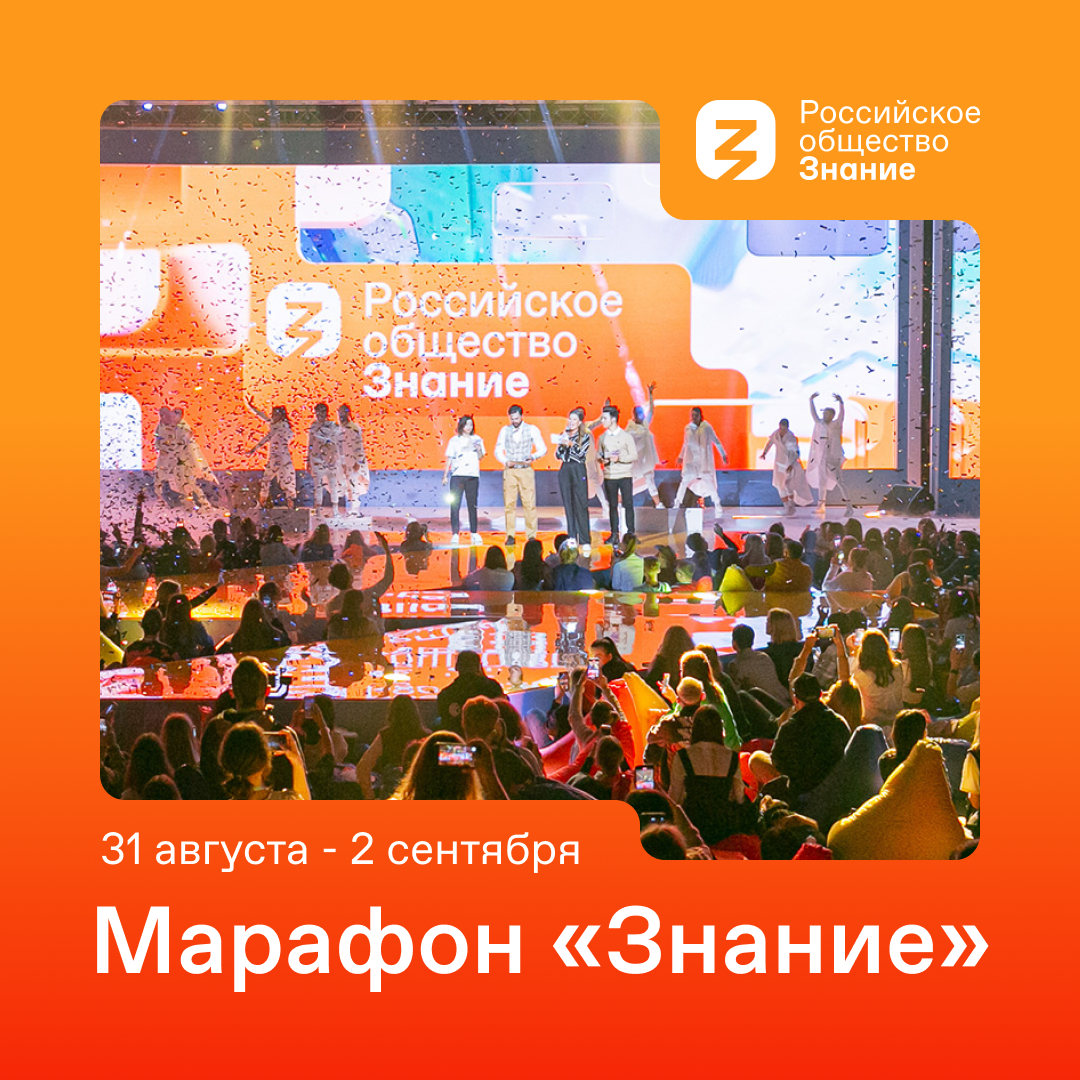 Российское
общество
Знание
Российское
общество
Знание
31 августа - 2 сентября
Марафон «Знание»